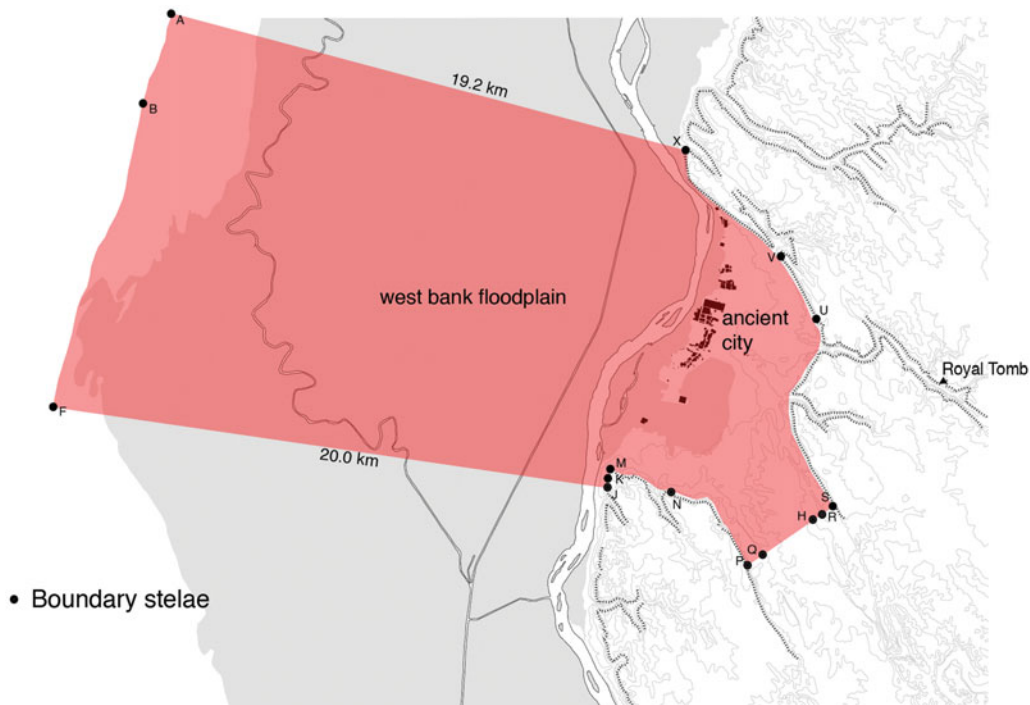 A
B
19.2 km
X
V
west bank floodplain
ancient
city
U
Royal Tomb
F
20.0 km
M
K
J
N
S
H
R
Q
P
Boundary stelae